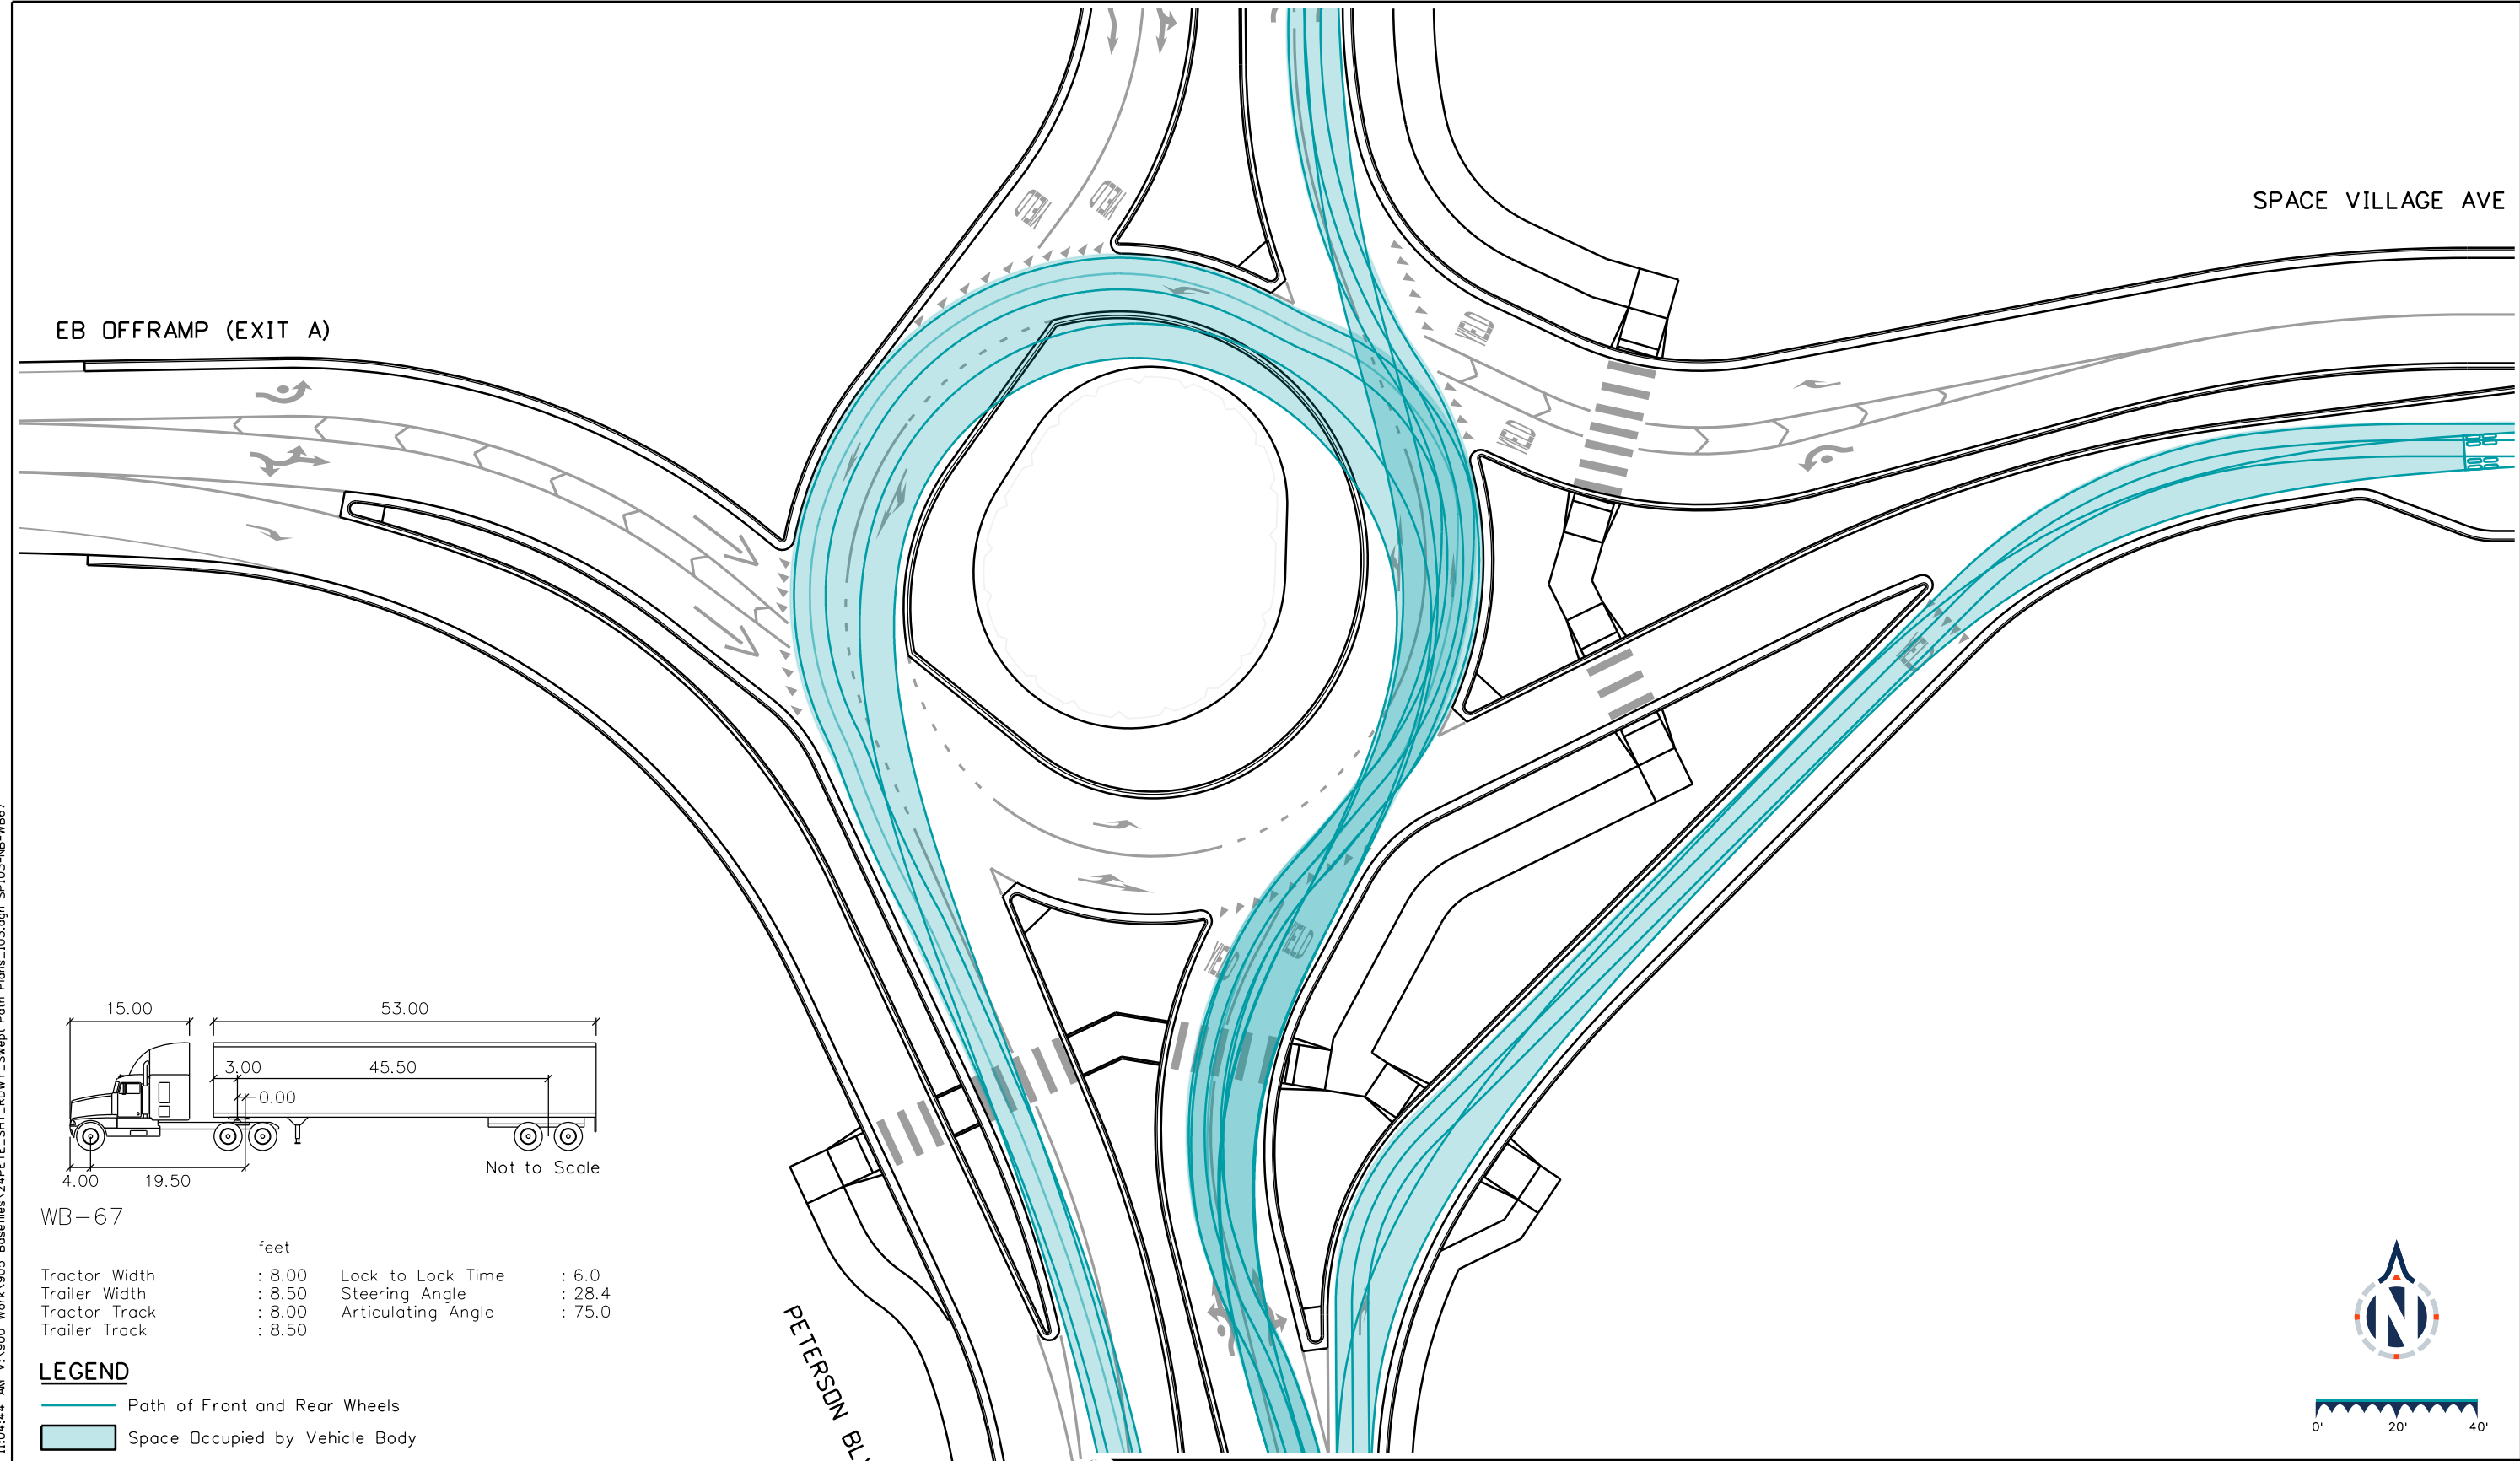 SPACE VILLAGE AVE
EB OFFRAMP (EXIT A)
YIELD
YIELD
YIELD
YIELD
YIELD
YIELD
YIELD
15.00
53.00
3.00
45.50
0.00
4.00
19.50
Not to Scale
WB-67
feet
Tractor Width : 8.00 Lock to Lock Time : 6.0
Trailer Width : 8.50 Steering Angle : 28.4
Tractor Track : 8.00 Articulating Angle : 75.0
Trailer Track : 8.50
LEGEND
Path of Front and Rear Wheels
Space Occupied by Vehicle Body
PETERSON
N
0' 20' 40'